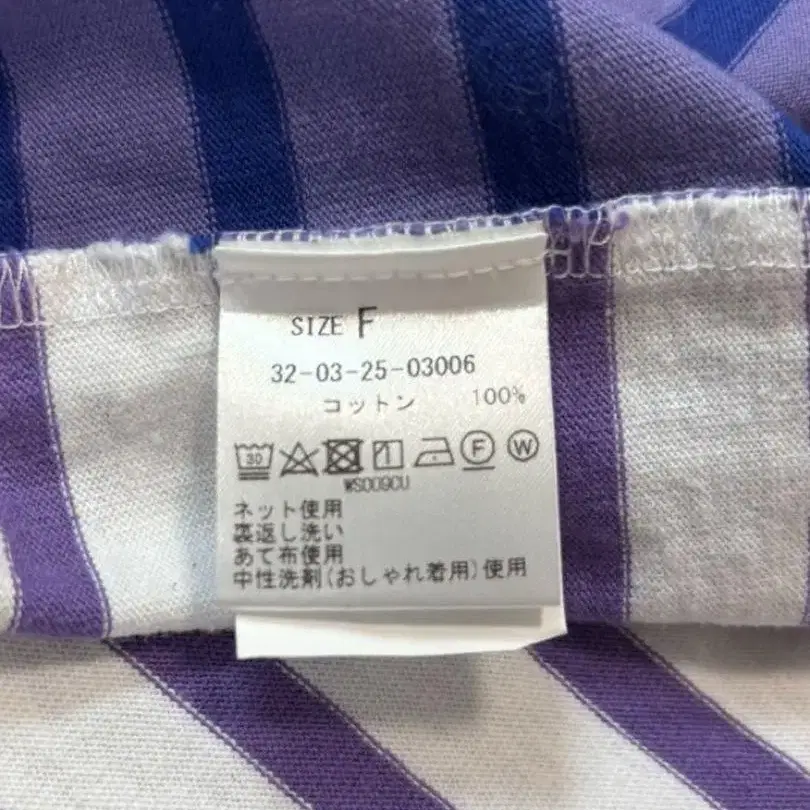 SIZE F
32-03-25-03006
コットン 100%
30 F W
WS009CU
ネット使用
裏返し洗い
あて布使用
中性洗剤(おしゃれ着用)使用